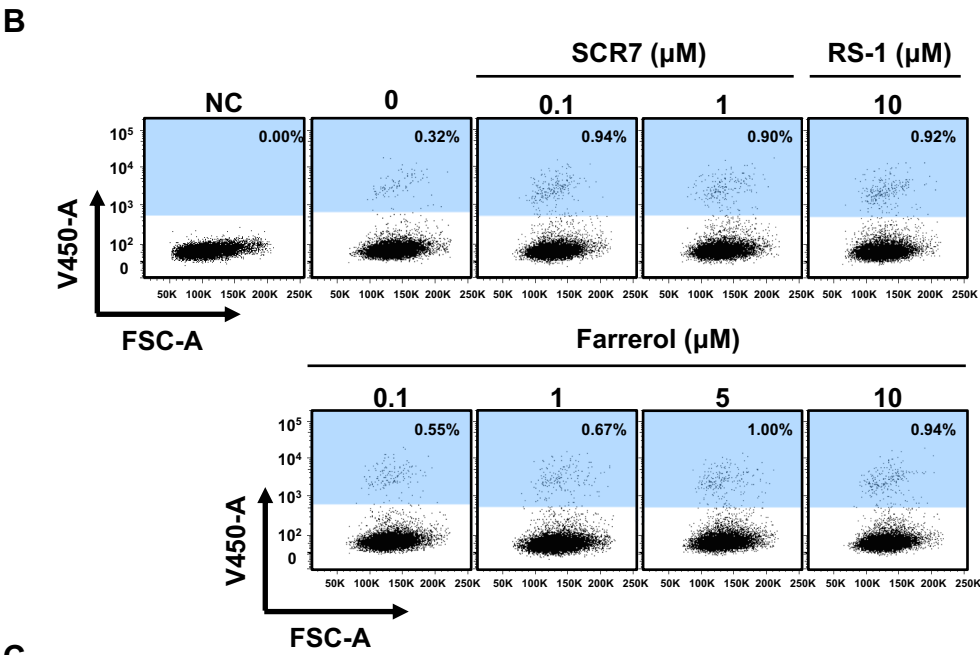 B
SCR7 (μM) RS-1 (μM)
NC 0 0.1 1 10
10⁵ 0.00% 0.32% 0.94% 0.90% 0.92%
10⁴
10³
10²
0
V450-A
50K 100K 150K 200K 250K 50K 100K 150K 200K 250K 50K 100K 150K 200K 250K 50K 100K 150K 200K 250K 50K 100K 150K 200K 250K
FSC-A
Farrerol (μM)
0.1 1 5 10
10⁵ 0.55% 0.67% 1.00% 0.94%
10⁴
10³
10²
0
V450-A
50K 100K 150K 200K 250K 50K 100K 150K 200K 250K 50K 100K 150K 200K 250K 50K 100K 150K 200K 250K
FSC-A